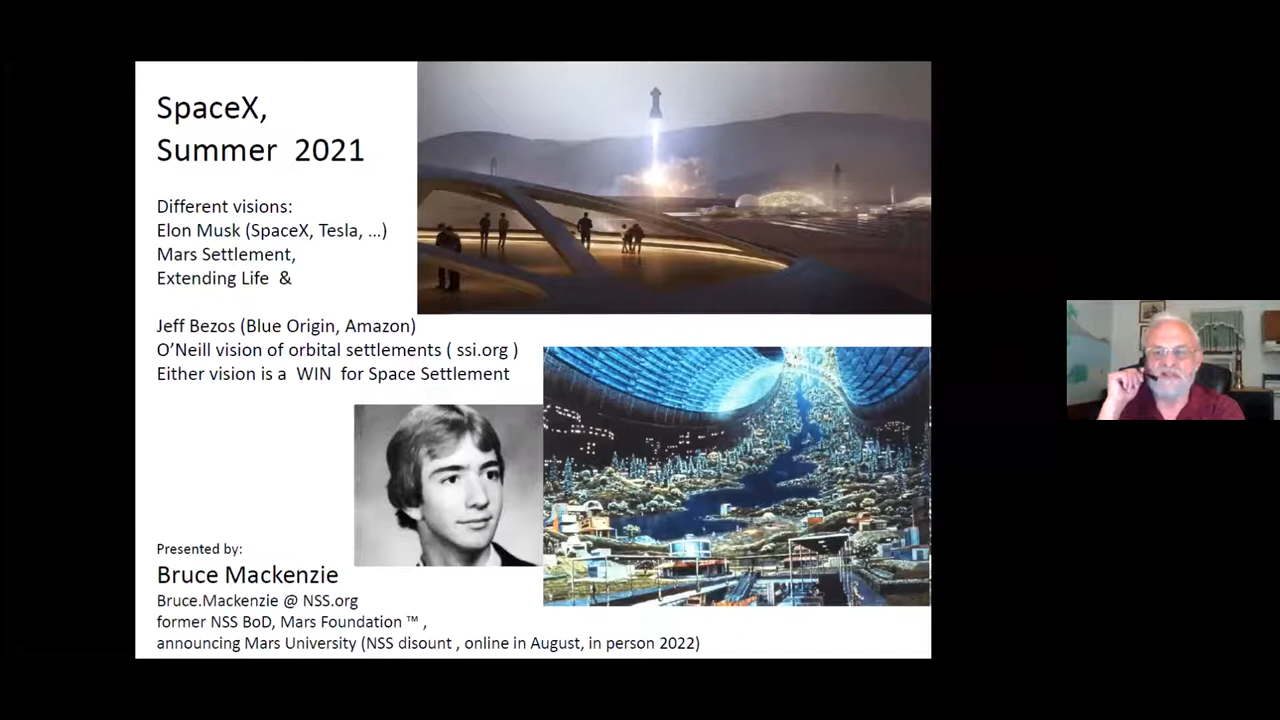 SpaceX,
Summer 2021
Different visions:
Elon Musk (SpaceX, Tesla, ...)
Mars Settlement,
Extending Life &
Jeff Bezos (Blue Origin, Amazon)
O’Neill vision of orbital settlements ( ssi.org )
Either vision is a WIN for Space Settlement
Presented by:
Bruce Mackenzie
Bruce.Mackenzie @ NSS.org
former NSS BoD, Mars Foundation ™ ,
announcing Mars University (NSS disount , online in August, in person 2022)